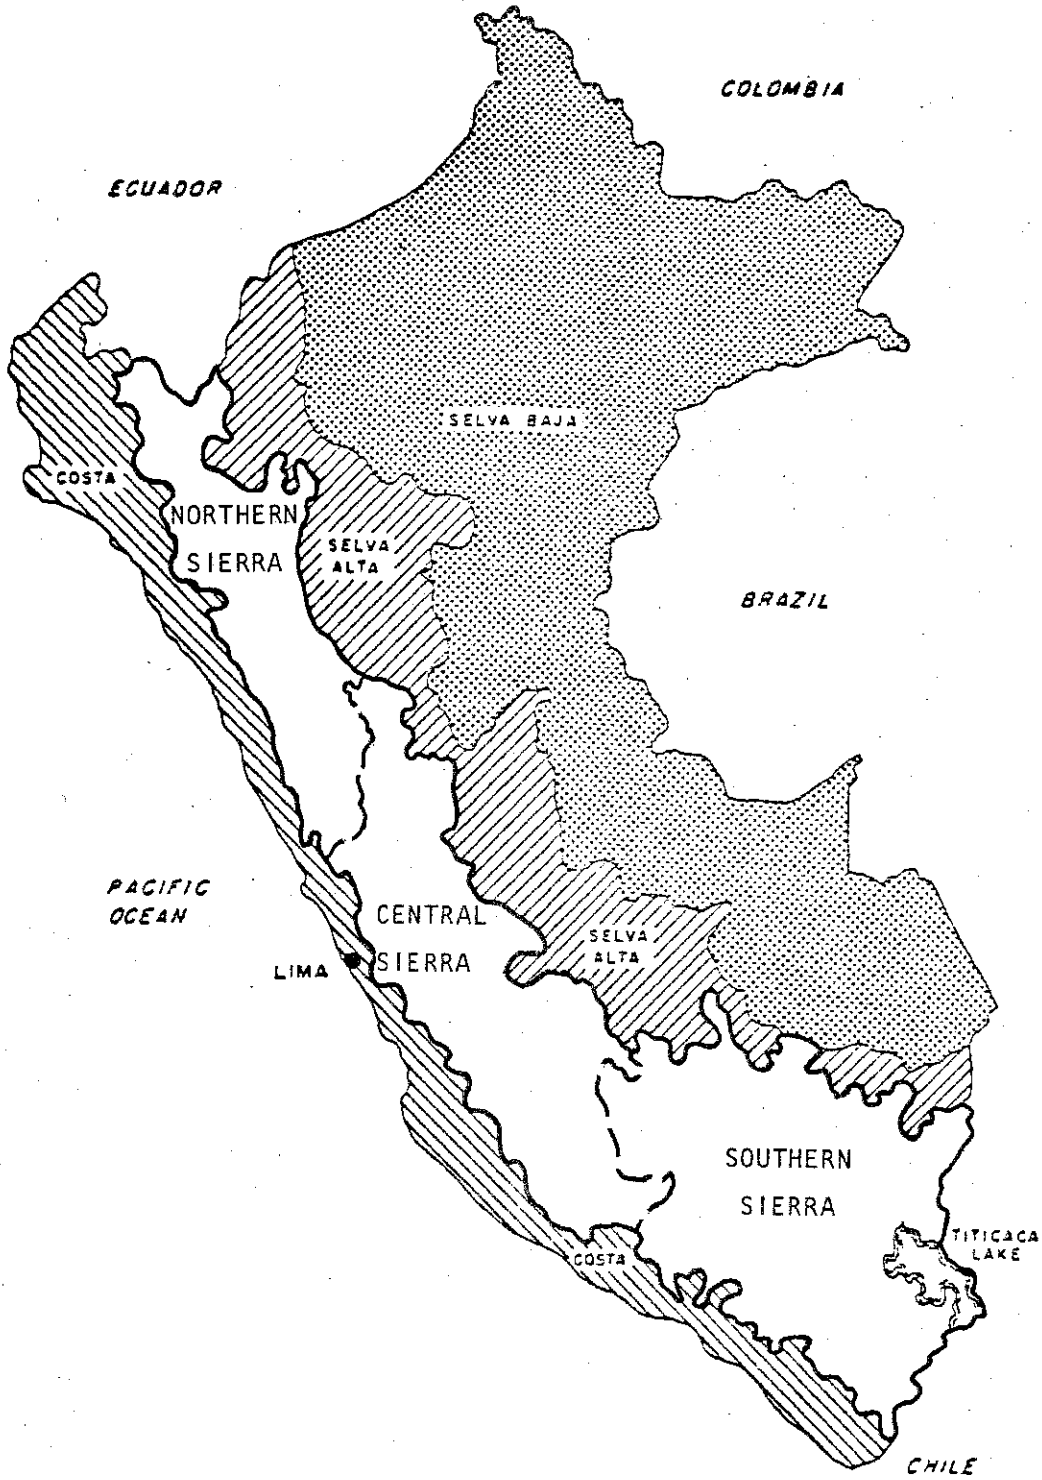 COLOMBIA
ECUADOR
SELVA BAJA
COSTA
NORTHERN
SIERRA
SELVA
ALTA
BRAZIL
PACIFIC
OCEAN
CENTRAL
SIERRA
LIMA
SELVA
ALTA
SOUTHERN
SIERRA
TITICACA
LAKE
COSTA
CHILE